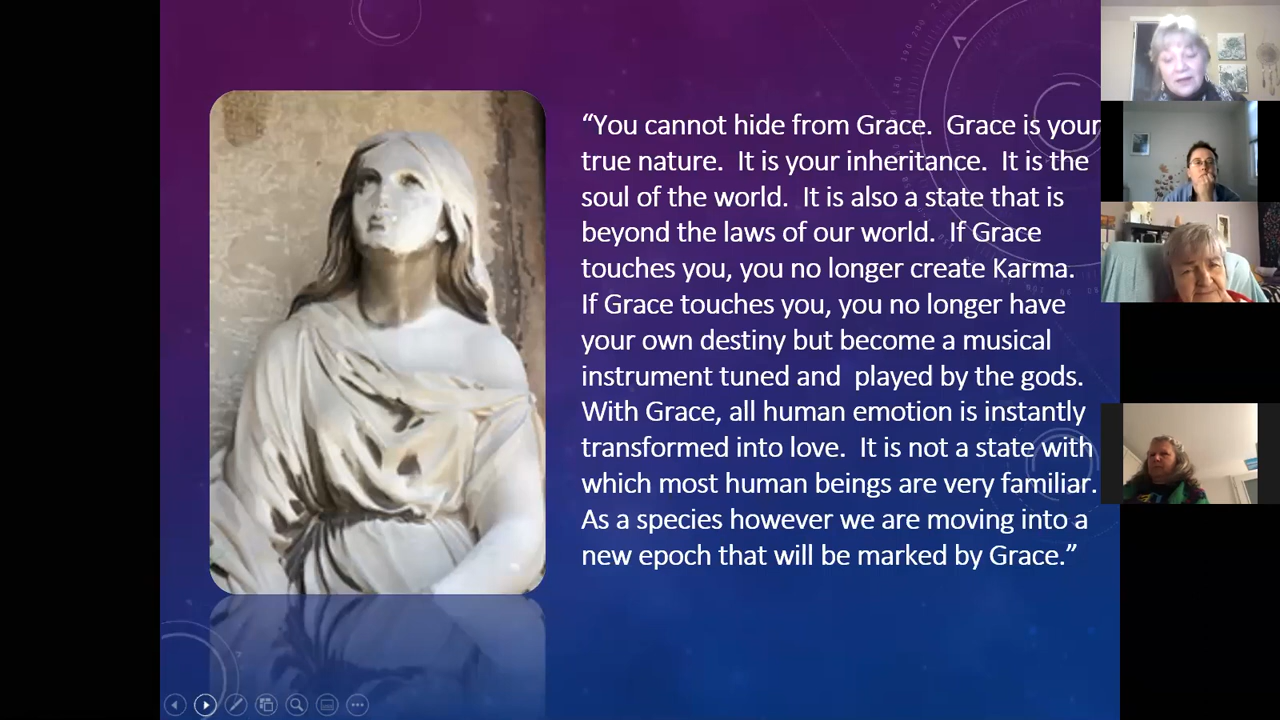 “You cannot hide from Grace.  Grace is your
true nature.  It is your inheritance.  It is the
soul of the world.  It is also a state that is
beyond the laws of our world.  If Grace
touches you, you no longer create Karma.
If Grace touches you, you no longer have
your own destiny but become a musical
instrument tuned and  played by the gods.
With Grace, all human emotion is instantly
transformed into love.  It is not a state with
which most human beings are very familiar.
As a species however we are moving into a
new epoch that will be marked by Grace.”